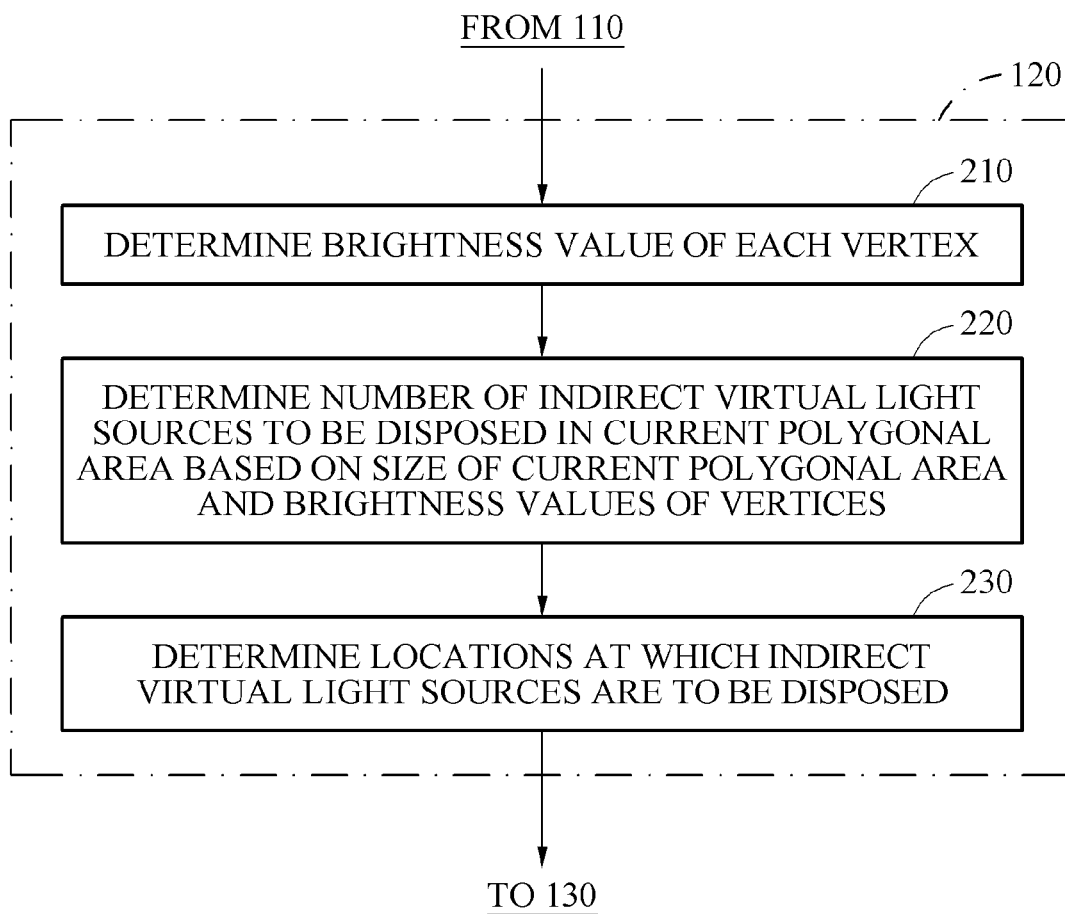 FROM 110
120
210
DETERMINE BRIGHTNESS VALUE OF EACH VERTEX
220
DETERMINE NUMBER OF INDIRECT VIRTUAL LIGHT
SOURCES TO BE DISPOSED IN CURRENT POLYGONAL
AREA BASED ON SIZE OF CURRENT POLYGONAL AREA
AND BRIGHTNESS VALUES OF VERTICES
230
DETERMINE LOCATIONS AT WHICH INDIRECT
VIRTUAL LIGHT SOURCES ARE TO BE DISPOSED
TO 130